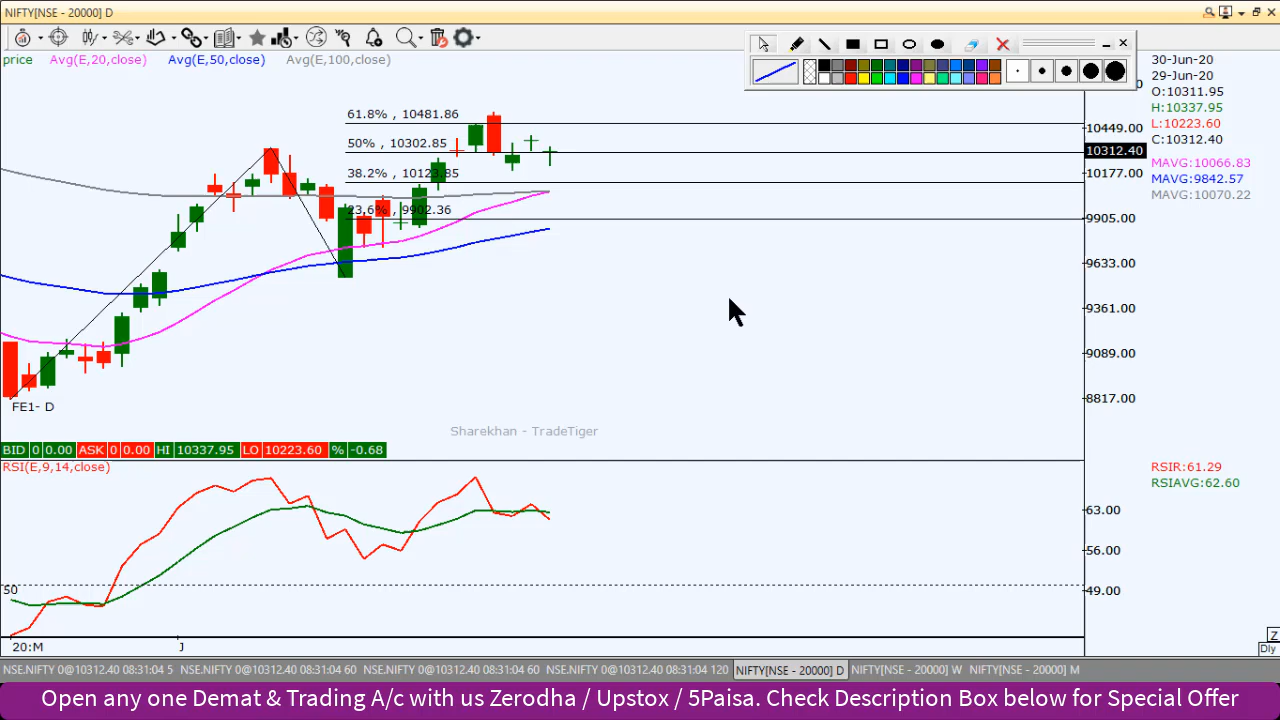 NIFTY[NSE - 20000] D
price Avg(E,20,close) Avg(E,50,close) Avg(E,100,close)
30-Jun-20
29-Jun-20
O:10311.95
H:10337.95
L:10223.60
C:10312.40
MAVG:10066.83
MAVG:9842.57
MAVG:10070.22
61.8% , 10481.86
50% , 10302.85
38.2% , 10123.85
23.6% , 9902.36
10449.00
10312.40
10177.00
9905.00
9633.00
9361.00
9089.00
8817.00
FE1- D
Sharekhan - TradeTiger
BID 0 0.00 ASK 0 0.00 HI 10337.95 LO 10223.60 % -0.68
RSI(E,9,14,close)
RSIR:61.29
RSIAVG:62.60
63.00
56.00
49.00
50
20:M J
Z
Dly
NSE.NIFTY 0@10312.40 08:31:04 5 NSE.NIFTY 0@10312.40 08:31:04 60 NSE.NIFTY 0@10312.40 08:31:04 60 NSE.NIFTY 0@10312.40 08:31:04 120 NIFTY[NSE - 20000] D NIFTY[NSE - 20000] W NIFTY[NSE - 20000] M
Open any one Demat & Trading A/c with us Zerodha / Upstox / 5Paisa. Check Description Box below for Special Offer